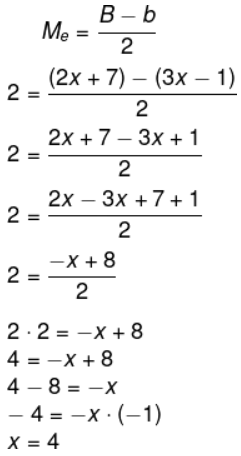 Mₑ = (B − b)/2
2 = ((2x + 7) − (3x − 1))/2
2 = (2x + 7 − 3x + 1)/2
2 = (2x − 3x + 7 + 1)/2
2 = (−x + 8)/2
2 · 2 = −x + 8
4 = −x + 8
4 − 8 = −x
− 4 = −x · (−1)
x = 4